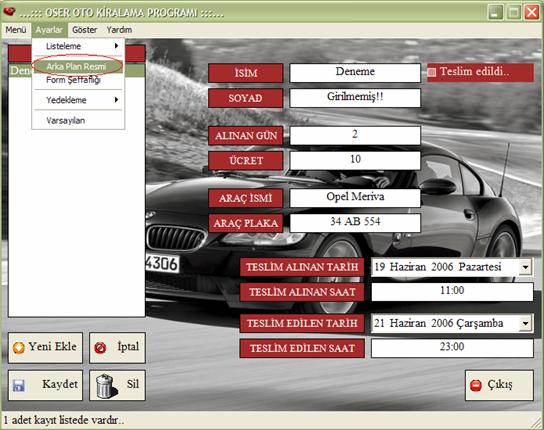 ...::: OSER OTO KİRALAMA PROGRAMI :::...
Menü Ayarlar Göster Yardım
Listeleme
Arka Plan Resmi
Form Şeffaflığı
Yedekleme
Varsayılan
İSİM Deneme Teslim edildi..
SOYAD Girilmemiş!!
ALINAN GÜN 2
ÜCRET 10
ARAÇ İSMİ Opel Meriva
ARAÇ PLAKA 34 AB 554
4306
TESLİM ALINAN TARİH 19 Haziran 2006 Pazartesi
TESLİM ALINAN SAAT 11:00
TESLİM EDİLEN TARİH 21 Haziran 2006 Çarşamba
TESLİM EDİLEN SAAT 23:00
Yeni Ekle İptal
Kaydet Sil Çıkış
1 adet kayıt listede vardır..